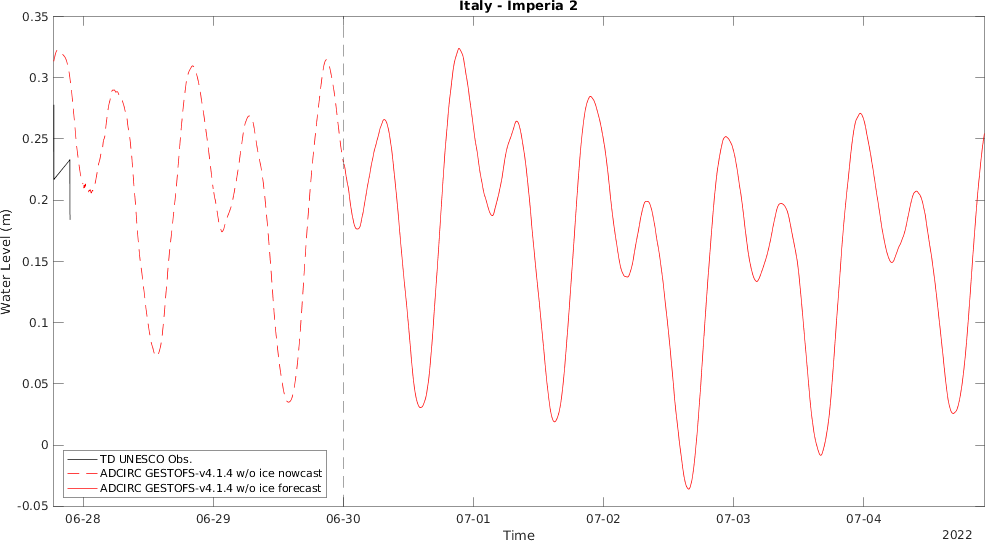 Italy - Imperia 2
0.35
0.3
0.25
0.2
0.15
0.1
0.05
0
-0.05
Water Level (m)
TD UNESCO Obs.
ADCIRC GESTOFS-v4.1.4 w/o ice nowcast
ADCIRC GESTOFS-v4.1.4 w/o ice forecast
06-28 06-29 06-30 07-01 07-02 07-03 07-04
Time
2022